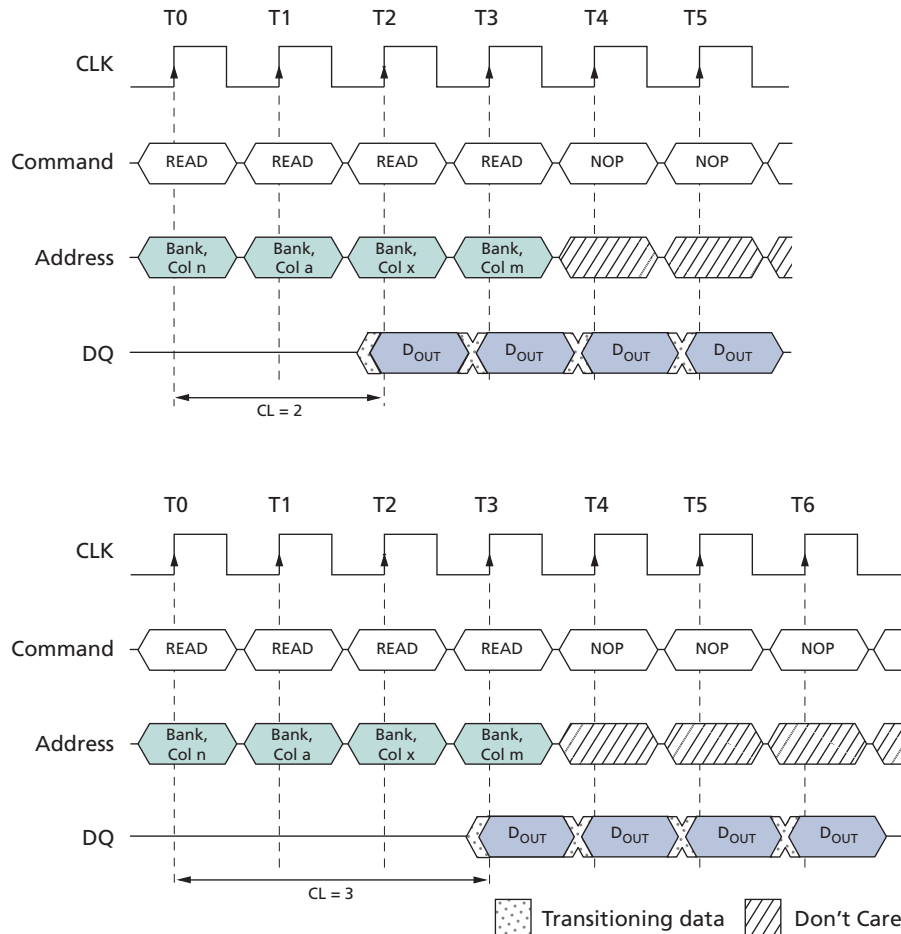 T0 T1 T2 T3 T4 T5
CLK
Command READ READ READ READ NOP NOP
Address Bank, Col n Bank, Col a Bank, Col x Bank, Col m
DQ DOUT DOUT DOUT DOUT
CL = 2
T0 T1 T2 T3 T4 T5 T6
CLK
Command READ READ READ READ NOP NOP NOP
Address Bank, Col n Bank, Col a Bank, Col x Bank, Col m
DQ DOUT DOUT DOUT DOUT
CL = 3
Transitioning data Don't Care